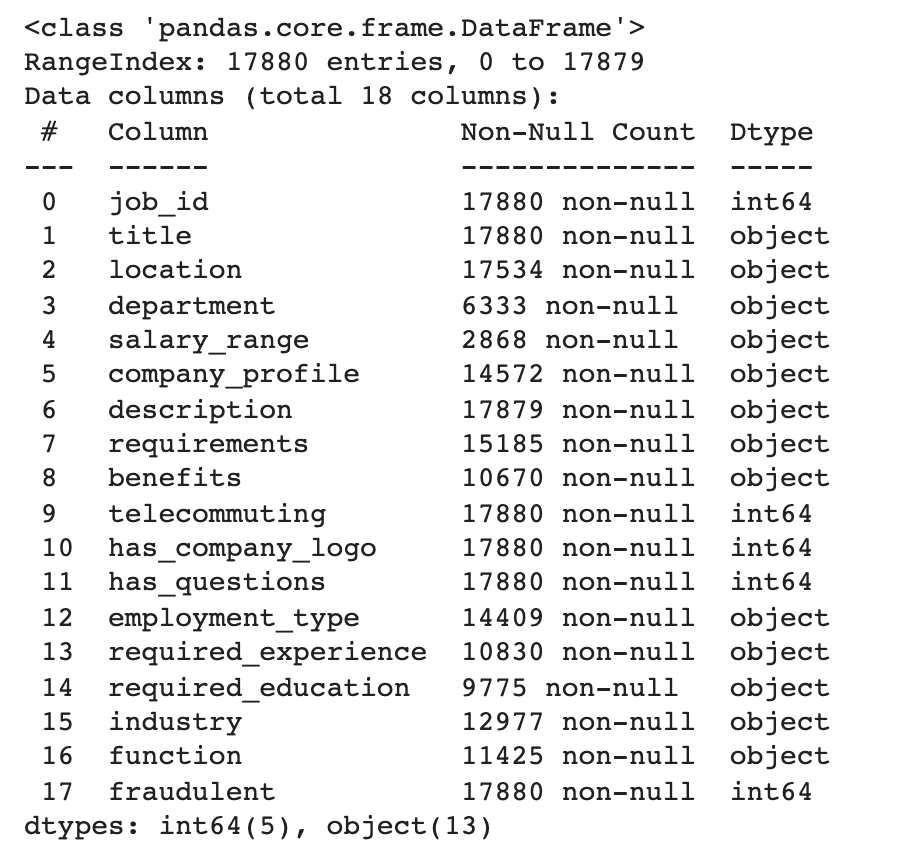 <class 'pandas.core.frame.DataFrame'>
RangeIndex: 17880 entries, 0 to 17879
Data columns (total 18 columns):
 #   Column               Non-Null Count  Dtype
---  ------               --------------  -----
 0   job_id               17880 non-null  int64
 1   title                17880 non-null  object
 2   location             17534 non-null  object
 3   department           6333 non-null   object
 4   salary_range         2868 non-null   object
 5   company_profile      14572 non-null  object
 6   description          17879 non-null  object
 7   requirements         15185 non-null  object
 8   benefits             10670 non-null  object
 9   telecommuting        17880 non-null  int64
 10  has_company_logo     17880 non-null  int64
 11  has_questions        17880 non-null  int64
 12  employment_type      14409 non-null  object
 13  required_experience  10830 non-null  object
 14  required_education   9775 non-null   object
 15  industry             12977 non-null  object
 16  function             11425 non-null  object
 17  fraudulent           17880 non-null  int64
dtypes: int64(5), object(13)